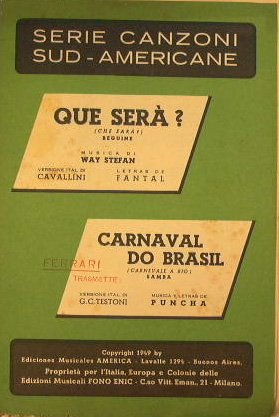 SERIE CANZONI
SUD - AMERICANE
QUE SERÀ ?
(CHE SARÀ?)
BEGUINE
MUSICA DI
WAY STEFAN
VERSIONE ITAL. DI
CAVALLINI
LETRAS DE
FANTAL
CARNAVAL
DO BRASIL
(CARNEVALE A RIO)
SAMBA
FERRARI
TRASMETTE:
VERSIONE ITAL. DI
G. C. TESTONI
MUSICA Y LETRAS DE
PUNCHA
Copyright 1949 by
Ediciones Musicales AMERICA - Lavalle 1294 - Buenos Aires.
Proprietà per l'Italia, Europa e Colonie delle
Edizioni Musicali FONO ENIC - C.so Vitt. Eman., 21 - Milano.